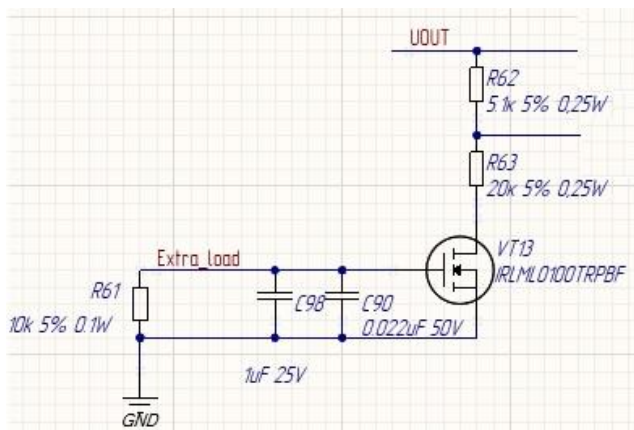 UOUT
R62
5.1k 5% 0,25W
R63
20k 5% 0,25W
Extra_load
VT13
IRLML0100TRPBF
R61
10k 5% 0.1W
C98
C90
0.022uF 50V
1uF 25V
GND